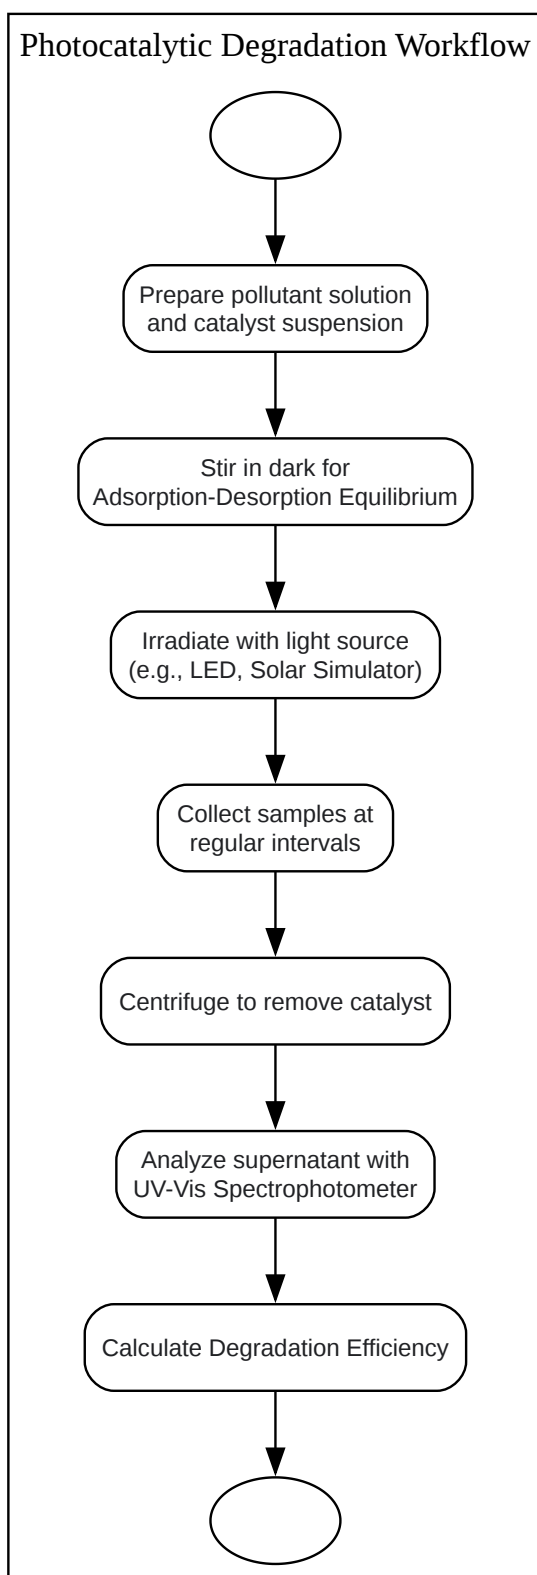 Photocatalytic Degradation Workflow
Prepare pollutant solution
and catalyst suspension
Stir in dark for
Adsorption-Desorption Equilibrium
Irradiate with light source
(e.g., LED, Solar Simulator)
Collect samples at
regular intervals
Centrifuge to remove catalyst
Analyze supernatant with
UV-Vis Spectrophotometer
Calculate Degradation Efficiency